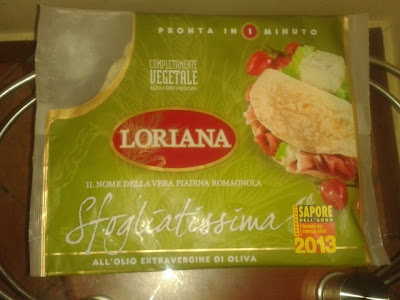 PRONTA IN 1 MINUTO
COMPLETAMENTE
VEGETALE
LORIANA
IL NOME DELLA VERA PIADINA ROMAGNOLA
Sfogliatissima
ALL'OLIO EXTRAVERGINE DI OLIVA
SAPORE
DELL'ANNO
2013